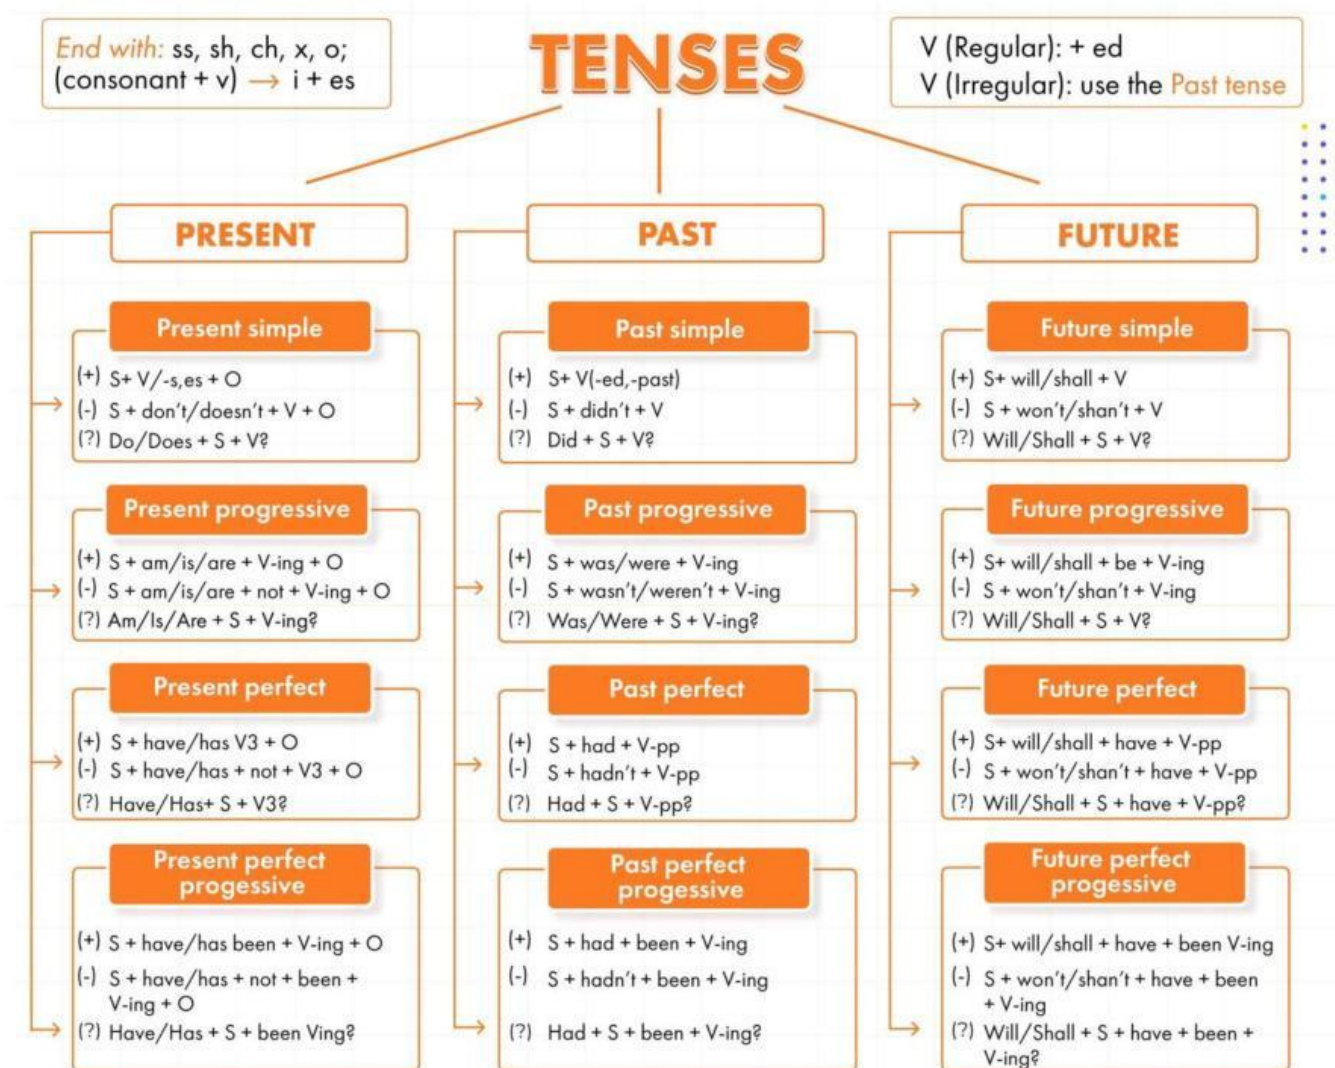 End with: ss, sh, ch, x, o;
(consonant + v) → i + es
TENSES
V (Regular): + ed
V (Irregular): use the Past tense
PRESENT
Present simple
(+) S+ V/-s,es + O
(-) S + don't/doesn't + V + O
(?) Do/Does + S + V?
Present progressive
(+) S + am/is/are + V-ing + O
(-) S + am/is/are + not + V-ing + O
(?) Am/Is/Are + S + V-ing?
Present perfect
(+) S + have/has V3 + O
(-) S + have/has + not + V3 + O
(?) Have/Has+ S + V3?
Present perfect
progessive
(+) S + have/has been + V-ing + O
(-) S + have/has + not + been +
V-ing + O
(?) Have/Has + S + been Ving?
PAST
Past simple
(+) S+ V(-ed,-past)
(-) S + didn't + V
(?) Did + S + V?
Past progressive
(+) S + was/were + V-ing
(-) S + wasn't/weren't + V-ing
(?) Was/Were + S + V-ing?
Past perfect
(+) S + had + V-pp
(-) S + hadn't + V-pp
(?) Had + S + V-pp?
Past perfect
progessive
(+) S + had + been + V-ing
(-) S + hadn't + been + V-ing
(?) Had + S + been + V-ing?
FUTURE
Future simple
(+) S+ will/shall + V
(-) S + won't/shan't + V
(?) Will/Shall + S + V?
Future progressive
(+) S+ will/shall + be + V-ing
(-) S + won't/shan't + V-ing
(?) Will/Shall + S + V?
Future perfect
(+) S+ will/shall + have + V-pp
(-) S + won't/shan't + have + V-pp
(?) Will/Shall + S + have + V-pp?
Future perfect
progessive
(+) S+ will/shall + have + been V-ing
(-) S + won't/shan't + have + been
+ V-ing
(?) Will/Shall + S + have + been +
V-ing?